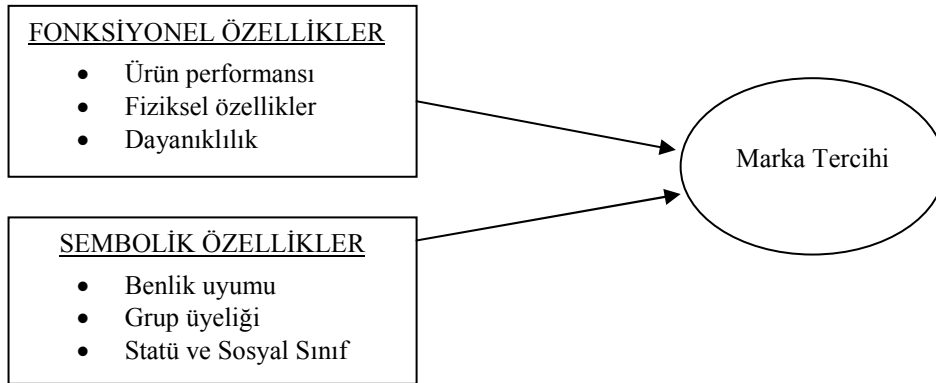 FONKSİYONEL ÖZELLİKLER
• Ürün performansı
• Fiziksel özellikler
• Dayanıklılık
Marka Tercihi
SEMBOLİK ÖZELLİKLER
• Benlik uyumu
• Grup üyeliği
• Statü ve Sosyal Sınıf